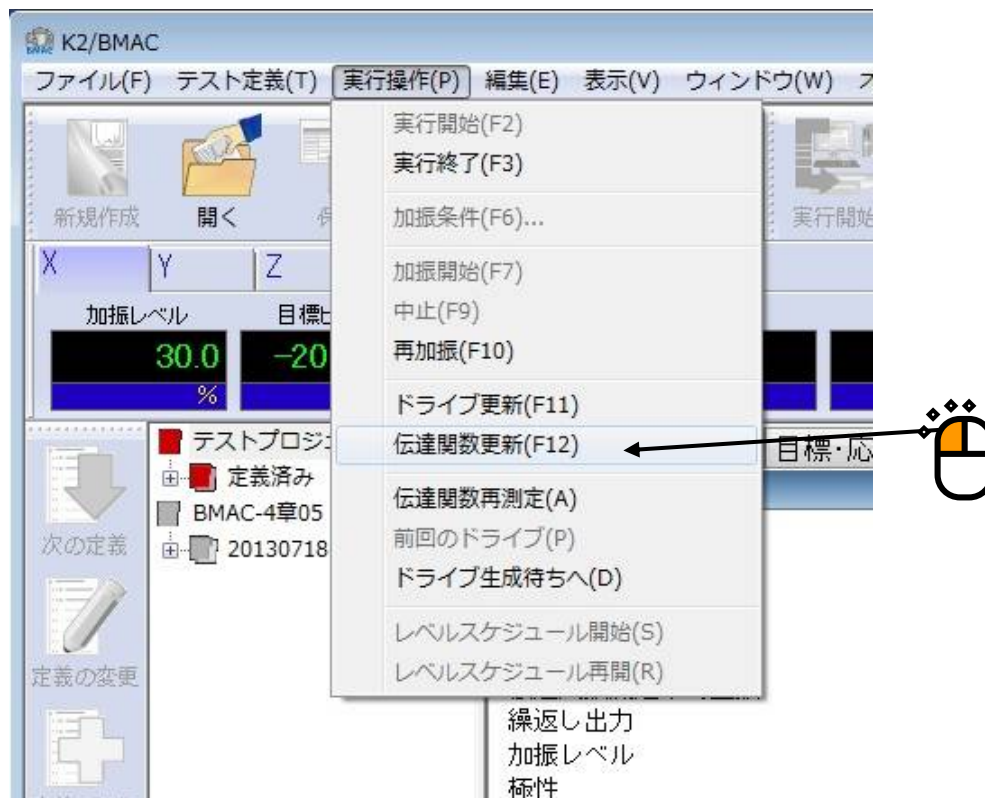 K2/BMAC
ファイル(F) テスト定義(T) 実行操作(P) 編集(E) 表示(V) ウィンドウ(W)
実行開始(F2)
実行終了(F3)
加振条件(F6)...
加振開始(F7)
中止(F9)
再加振(F10)
ドライブ更新(F11)
伝達関数更新(F12)
伝達関数再測定(A)
前回のドライブ(P)
ドライブ生成待ちへ(D)
レベルスケジュール開始(S)
レベルスケジュール再開(R)
新規作成 開く 実行開始
X Y Z
加振レベル 目標
30.0 -20
%
テストプロジェ
定義済み
BMAC-4章05
20130718
目標・応
次の定義
定義の変更
繰返し出力
加振レベル
極性